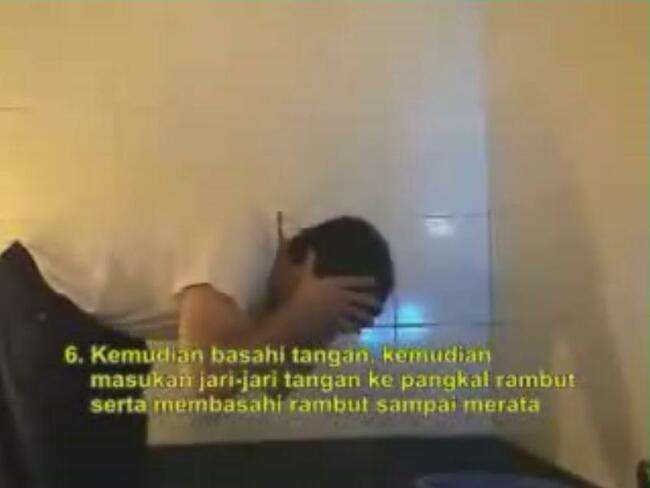 6. Kemudian basahi tangan, kemudian
masukan jari-jari tangan ke pangkal rambut
serta membasahi rambut sampai merata